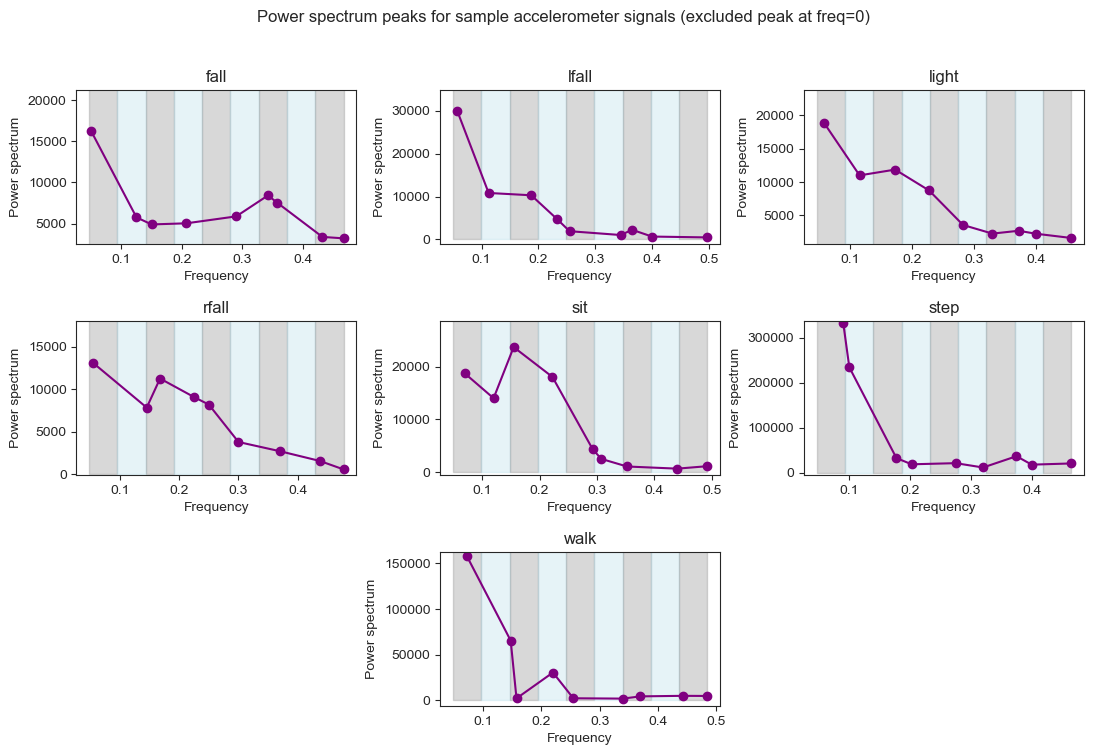 Power spectrum peaks for sample accelerometer signals (excluded peak at freq=0)
fall
Power spectrum
20000
15000
10000
5000
0.1 0.2 0.3 0.4
Frequency
lfall
Power spectrum
30000
20000
10000
0
0.1 0.2 0.3 0.4 0.5
Frequency
light
Power spectrum
20000
15000
10000
5000
0.1 0.2 0.3 0.4
Frequency
rfall
Power spectrum
15000
10000
5000
0
0.1 0.2 0.3 0.4
Frequency
sit
Power spectrum
20000
10000
0
0.1 0.2 0.3 0.4 0.5
Frequency
step
Power spectrum
300000
200000
100000
0
0.1 0.2 0.3 0.4
Frequency
walk
Power spectrum
150000
100000
50000
0
0.1 0.2 0.3 0.4 0.5
Frequency